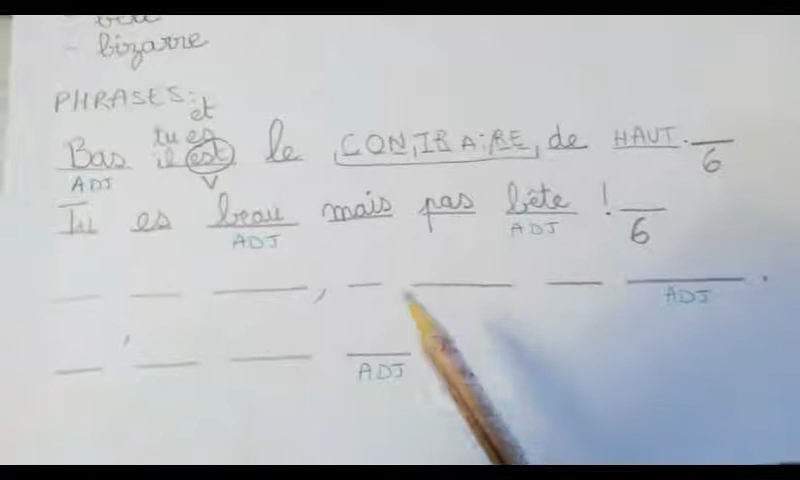 - bizarre
PHRASES:
et
tu es
Bas il est le CONTRAIRE de HAUT. 6
ADJ V
Tu es beau mais pas bête ! 6
ADJ ADJ
, .
ADJ
,
ADJ